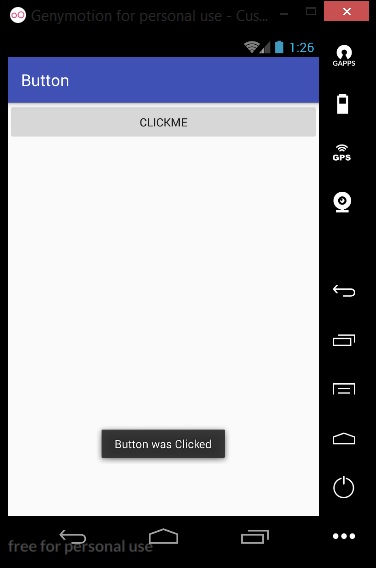 Genymotion for personal use - Cus...
1:26
GAPPS
Button
CLICKME
GPS
Button was Clicked
free for personal use